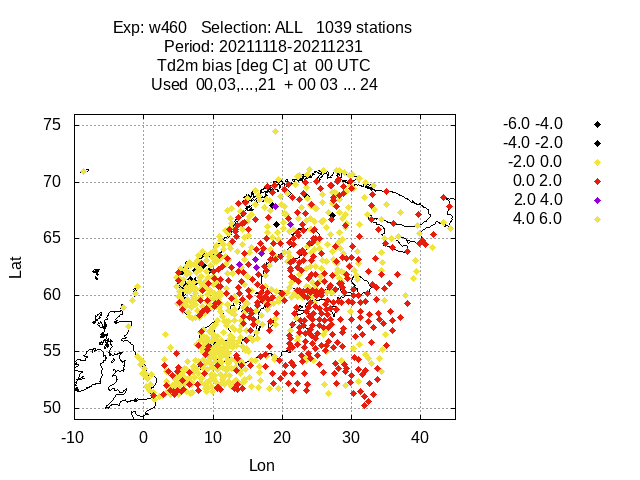 Exp: w460 Selection: ALL 1039 stations
Period: 20211118-20211231
Td2m bias [deg C] at 00 UTC
Used 00,03,...,21 + 00 03 ... 24
-6.0 -4.0
-4.0 -2.0
-2.0 0.0
0.0 2.0
2.0 4.0
4.0 6.0
75
70
65
60
55
50
Lat
-10 0 10 20 30 40
Lon